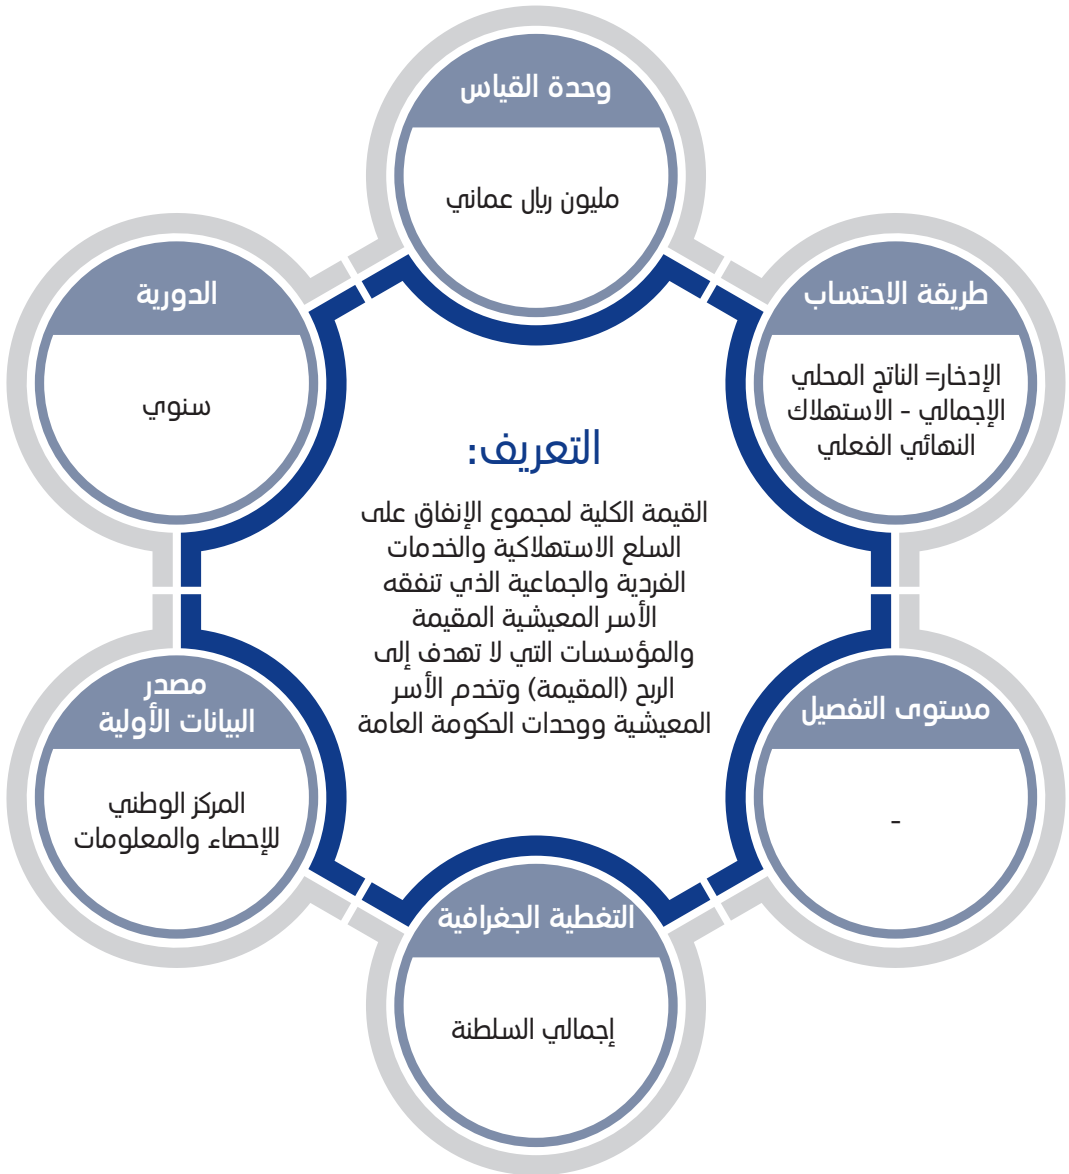 وحدة القياس
مليون ريال عماني
طريقة الاحتساب
الإدخار= الناتج المحلي
الإجمالي - الاستهلاك
النهائي الفعلي
الدورية
سنوي
التعريف:
القيمة الكلية لمجموع الإنفاق على
السلع الاستهلاكية والخدمات
الفردية والجماعية الذي تنفقه
الأسر المعيشية المقيمة
والمؤسسات التي لا تهدف إلى
الربح (المقيمة) وتخدم الأسر
المعيشية ووحدات الحكومة العامة
مستوى التفصيل
-
مصدر
البيانات الأولية
المركز الوطني
للإحصاء والمعلومات
التغطية الجغرافية
إجمالي السلطنة